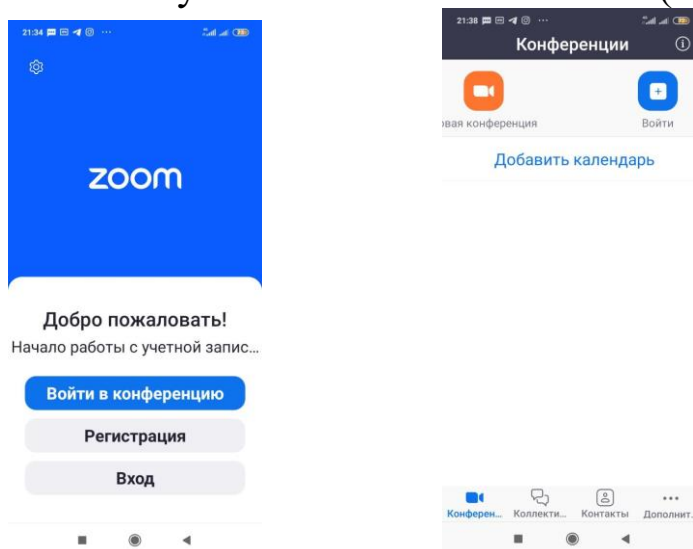 у
(
21:34
zoom
Добро пожаловать!
Начало работы с учетной запис...
Войти в конференцию
Регистрация
Вход
21:38
Конференции
овая конференция
Войти
Добавить календарь
Конферен...
Коллекти...
Контакты
Дополнит.